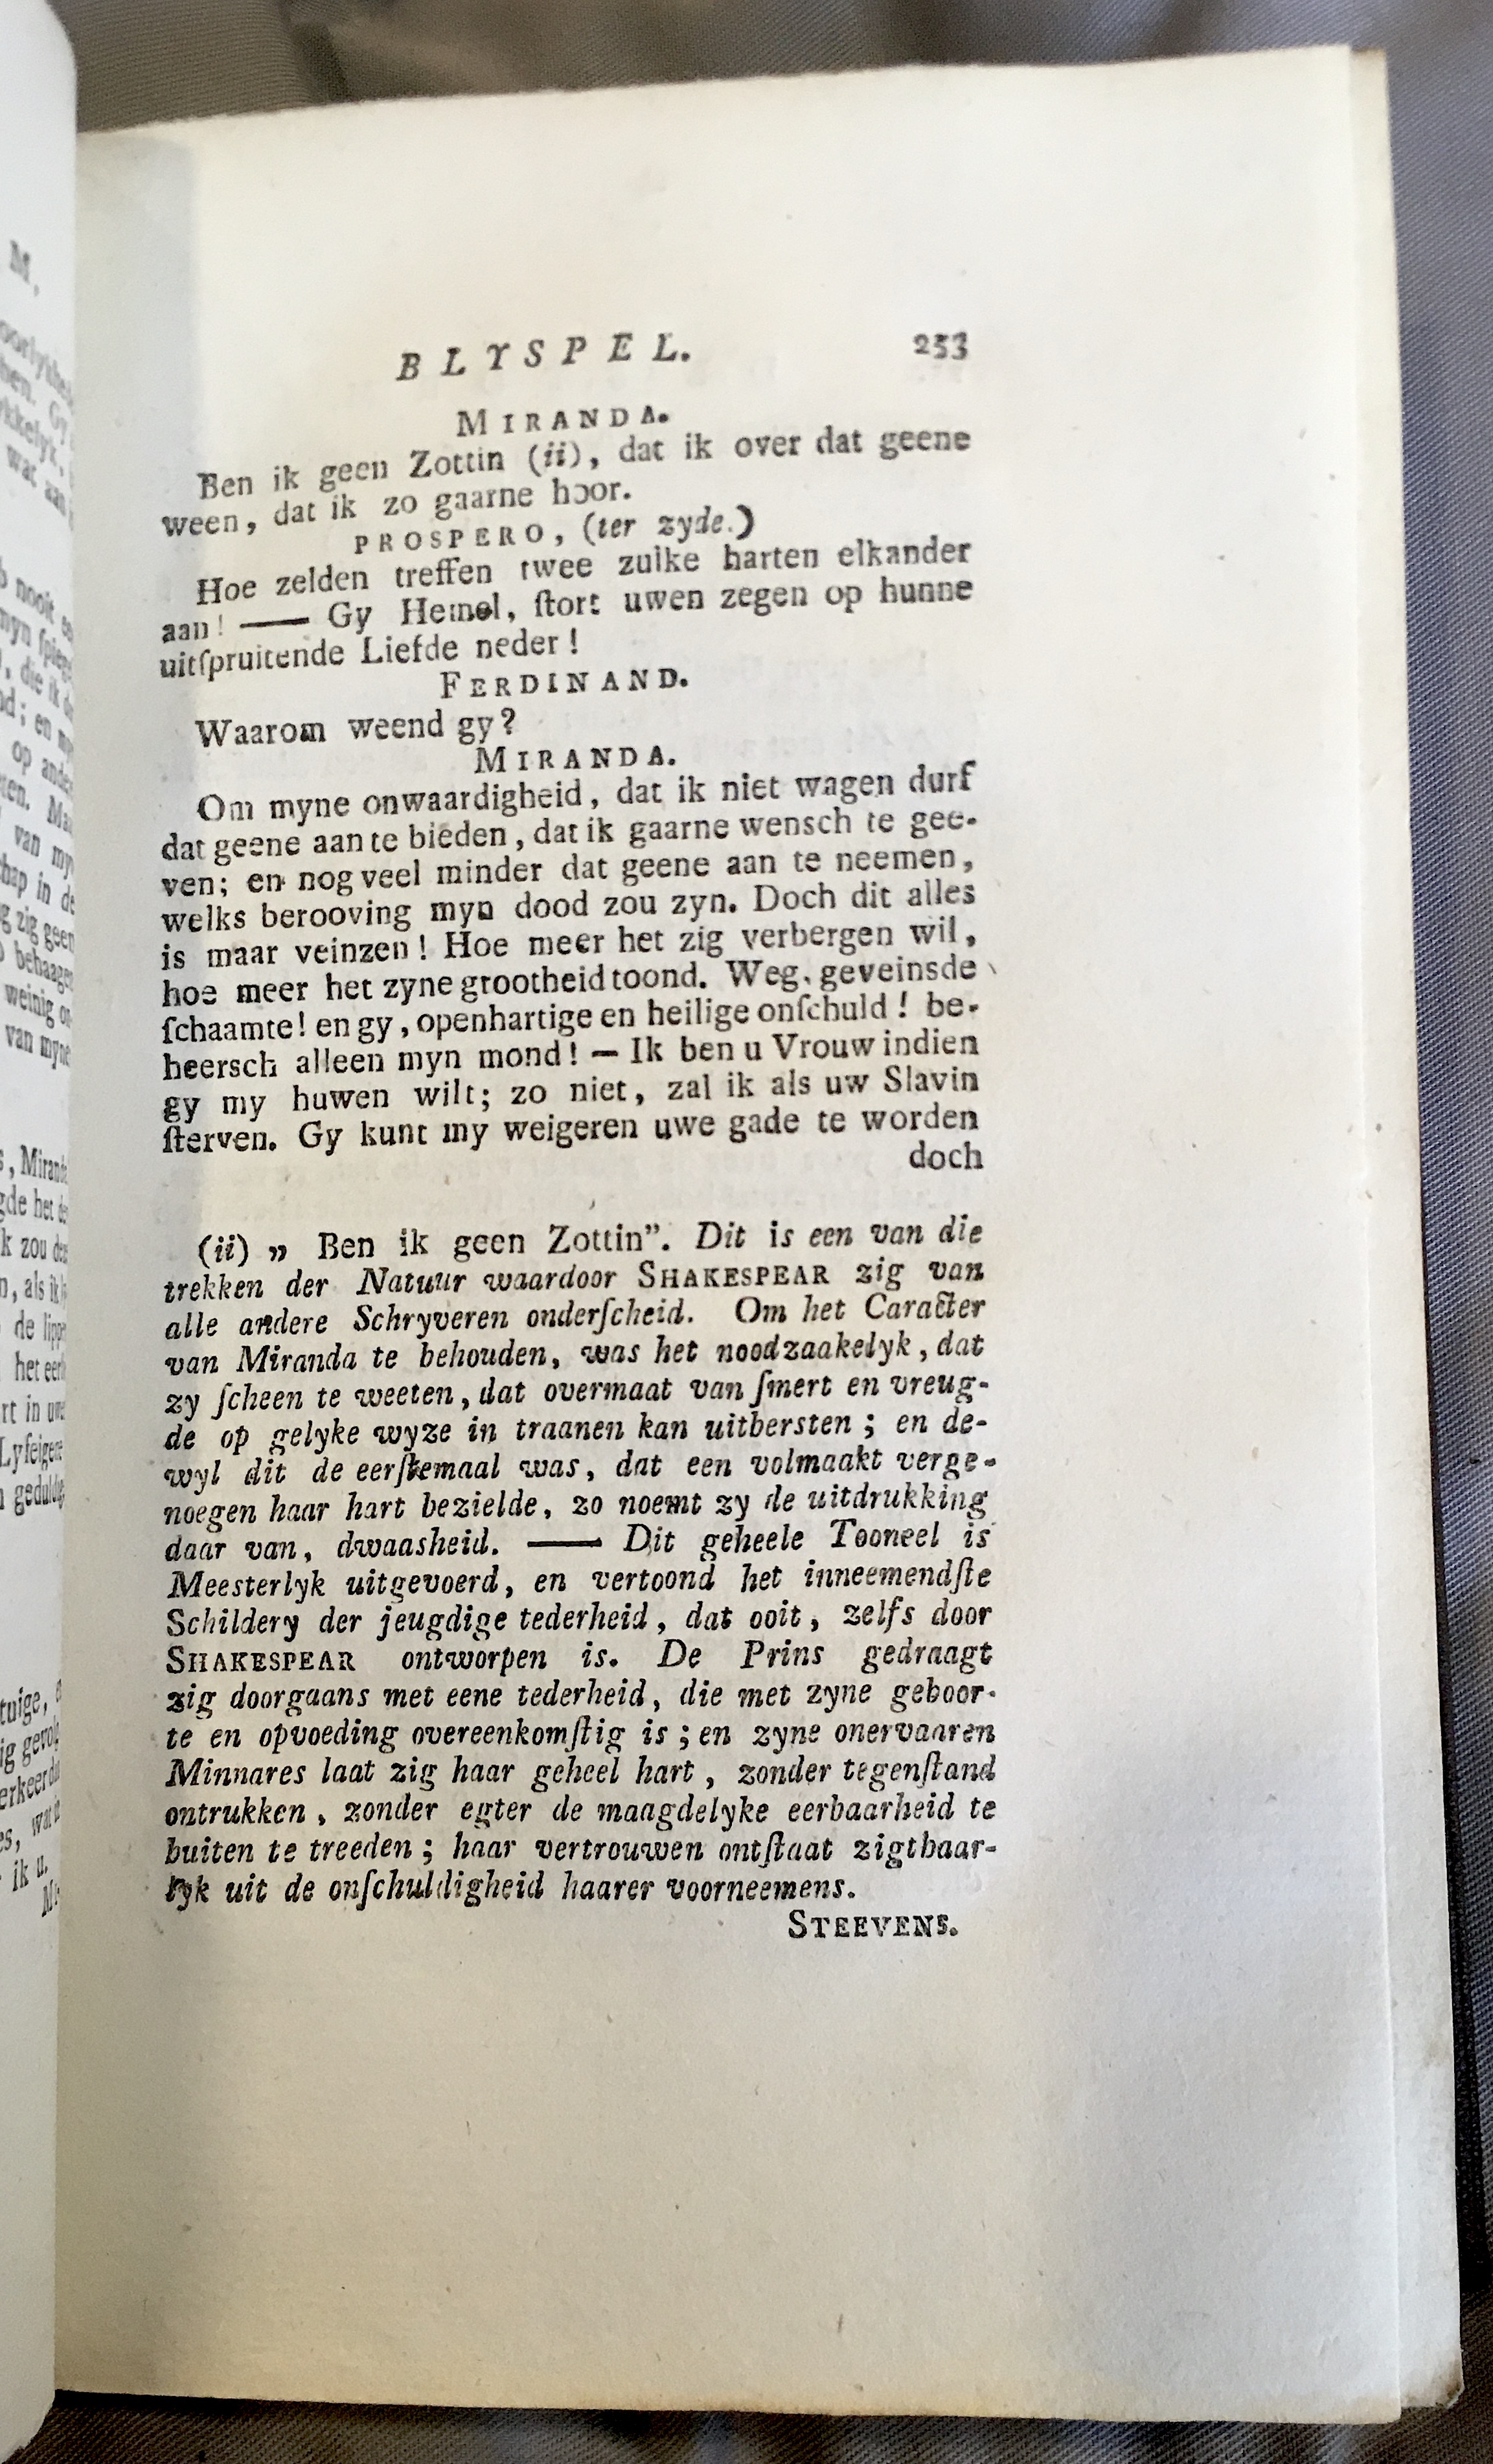 BLYSPEL. 253
MIRANDA.
Ben ik geen Zottin (ii), dat ik over dat geene
ween, dat ik zo gaarne hoor.
PROSPERO, (ter zyde.)
Hoe zelden treffen twee zulke harten elkander
aan! —— Gy Hemel, ſtort uwen zegen op hunne
uitſpruitende Liefde neder!
FERDINAND.
Waarom weend gy?
MIRANDA.
Om myne onwaardigheid, dat ik niet wagen durf
dat geene aan te bieden, dat ik gaarne wensch te gee-
ven; en nog veel minder dat geene aan te neemen,
welks berooving myn dood zou zyn. Doch dit alles
is maar veinzen! Hoe meer het zig verbergen wil,
hoe meer het zyne grootheid toond. Weg, geveinsde
ſchaamte! en gy, openhartige en heilige onſchuld! be-
heersch alleen myn mond! — Ik ben u Vrouw indien
gy my huwen wilt; zo niet, zal ik als uw Slavin
ſterven. Gy kunt my weigeren uwe gade te worden
doch
(ii) „ Ben ik geen Zottin”. Dit is een van die
trekken der Natuur waardoor SHAKESPEAR zig van
alle andere Schryveren onderſcheid. Om het Caracter
van Miranda te behouden, was het noodzaakelyk, dat
zy ſcheen te weeten, dat overmaat van ſmert en vreug-
de op gelyke wyze in traanen kan uitbersten; en de-
wyl dit de eerſtemaal was, dat een volmaakt verge-
noegen haar hart bezielde, zo noemt zy de uitdrukking
daar van, dwaasheid. —— Dit geheele Tooneel is
Meesterlyk uitgevoerd, en vertoond het inneemendſte
Schildery der jeugdige tederheid, dat ooit, zelfs door
SHAKESPEAR ontworpen is. De Prins gedraagt
zig doorgaans met eene tederheid, die met zyne geboor-
te en opvoeding overeenkomſtig is; en zyne onervaaren
Minnares laat zig haar geheel hart, zonder tegenſtand
ontrukken, zonder egter de maagdelyke eerbaarheid te
buiten te treeden; haar vertrouwen ontſtaat zigtbaar-
lyk uit de onſchuldigheid haarer voorneemens.
STEEVENS.